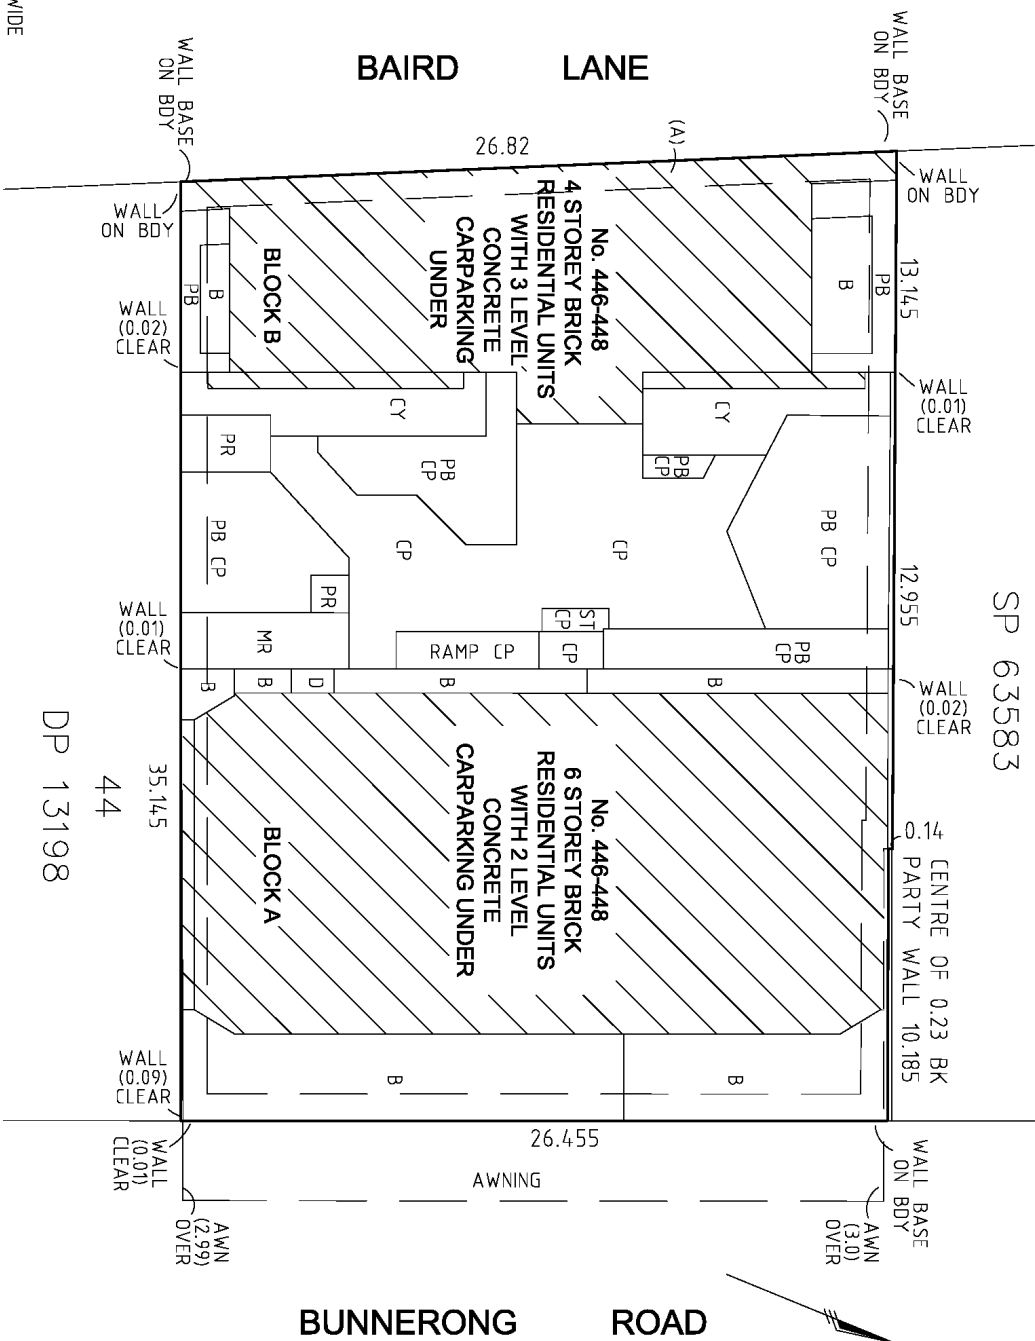 WIDE
BAIRD LANE
WALL BASE
ON BDY
WALL BASE
ON BDY
26.82
(A)
WALL
ON BDY
WALL
ON BDY
No. 446-448
4 STOREY BRICK
RESIDENTIAL UNITS
WITH 3 LEVEL
CONCRETE
CARPARKING
UNDER
BLOCK B
PB
B
B
PB
13.145
WALL
(0.02)
CLEAR
WALL
(0.01)
CLEAR
CY
CY
PR
PB
CP
PB
CP
PB CP
PB CP
CP
CP
PR
12.955
SP 63583
WALL
(0.01)
CLEAR
MR
RAMP CP
ST
CP
CP
PB
CP
B
B
D
B
B
WALL
(0.02)
CLEAR
No. 446-448
6 STOREY BRICK
RESIDENTIAL UNITS
WITH 2 LEVEL
CONCRETE
CARPARKING UNDER
BLOCK A
35.145
44
DP 13198
0.14
CENTRE OF 0.23 BK
PARTY WALL 10.185
B
B
WALL
(0.09)
CLEAR
WALL
(0.01)
CLEAR
26.455
AWNING
WALL BASE
ON BDY
AWN
(2.99)
OVER
AWN
(3.0)
OVER
BUNNERONG ROAD